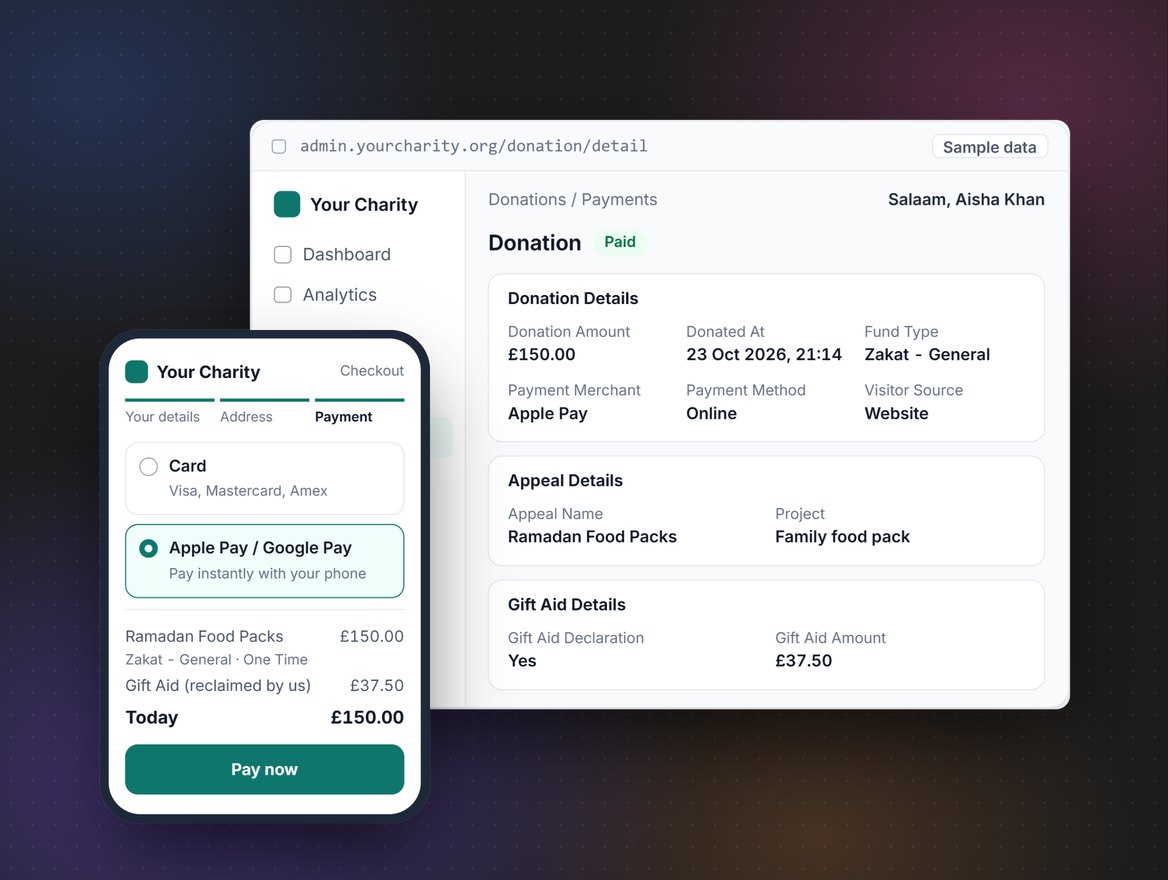 admin.yourcharity.org/donation/detail
Sample data
Your Charity
Dashboard
Analytics
Donations / Payments
Salaam, Aisha Khan
Donation
Paid
Donation Details
Donation Amount
Donated At
Fund Type
£150.00
23 Oct 2026, 21:14
Zakat - General
Payment Merchant
Payment Method
Visitor Source
Apple Pay
Online
Website
Appeal Details
Appeal Name
Project
Ramadan Food Packs
Family food pack
Gift Aid Details
Gift Aid Declaration
Gift Aid Amount
Yes
£37.50
Your Charity
Checkout
Your details
Address
Payment
Card
Visa, Mastercard, Amex
Apple Pay / Google Pay
Pay instantly with your phone
Ramadan Food Packs £150.00
Zakat - General · One Time
Gift Aid (reclaimed by us) £37.50
Today £150.00
Pay now